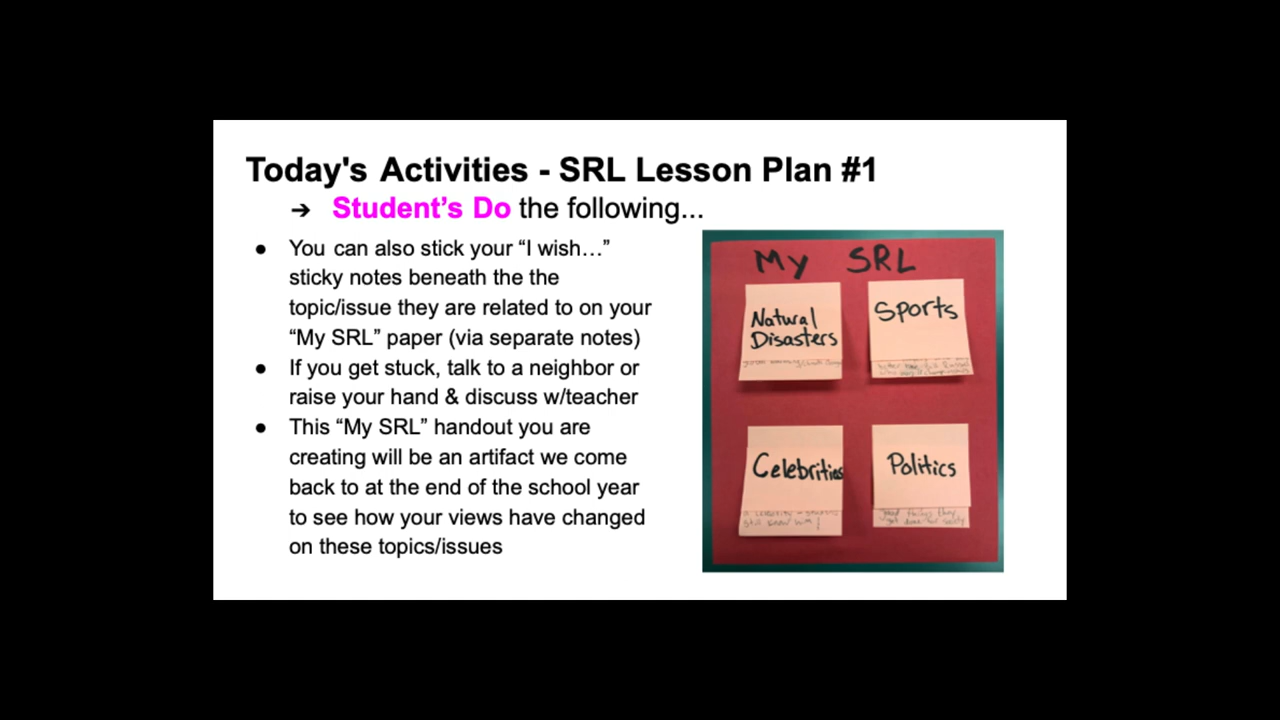 Today's Activities - SRL Lesson Plan #1
➔ Student’s Do the following...
● You can also stick your “I wish…”
sticky notes beneath the the
topic/issue they are related to on your
“My SRL” paper (via separate notes)
● If you get stuck, talk to a neighbor or
raise your hand & discuss w/teacher
● This “My SRL” handout you are
creating will be an artifact we come
back to at the end of the school year
to see how your views have changed
on these topics/issues
My SRL
Natural
Disasters
Sports
Celebrities
Politics